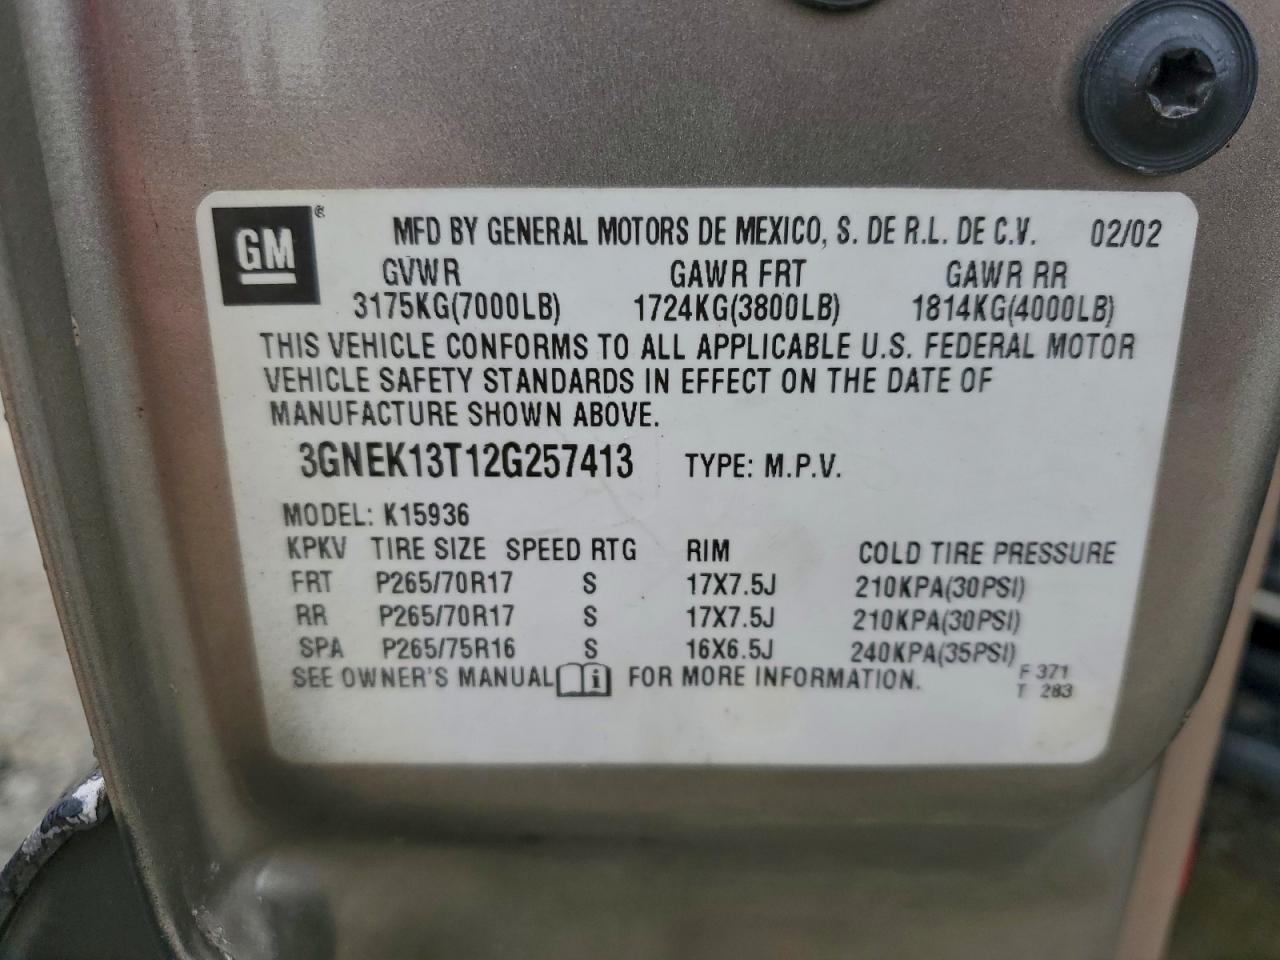 GM®
MFD BY GENERAL MOTORS DE MEXICO, S. DE R.L. DE C.V. 02/02
GVWR GAWR FRT GAWR RR
3175KG(7000LB) 1724KG(3800LB) 1814KG(4000LB)
THIS VEHICLE CONFORMS TO ALL APPLICABLE U.S. FEDERAL MOTOR
VEHICLE SAFETY STANDARDS IN EFFECT ON THE DATE OF
MANUFACTURE SHOWN ABOVE.
3GNEK13T12G257413 TYPE: M.P.V.
MODEL: K15936
KPKV TIRE SIZE SPEED RTG RIM COLD TIRE PRESSURE
FRT P265/70R17 S 17X7.5J 210KPA(30PSI)
RR P265/70R17 S 17X7.5J 210KPA(30PSI)
SPA P265/75R16 S 16X6.5J 240KPA(35PSI)
SEE OWNER'S MANUAL i FOR MORE INFORMATION.
F 371
T 283